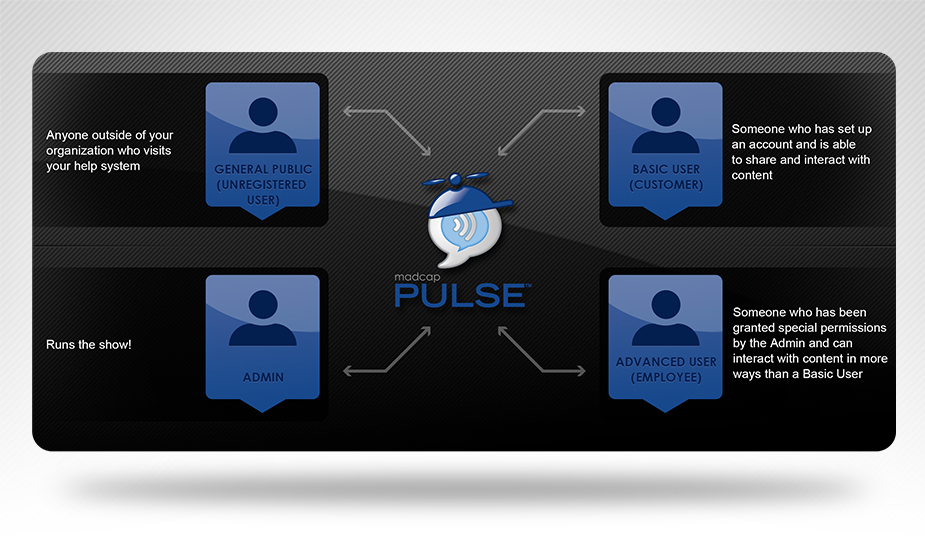 Anyone outside of your
organization who visits
your help system
GENERAL PUBLIC
(UNREGISTERED
USER)
BASIC USER
(CUSTOMER)
Someone who has set up
an account and is able
to share and interact with
content
madcap
PULSE™
Runs the show!
ADMIN
ADVANCED USER
(EMPLOYEE)
Someone who has been
granted special permissions
by the Admin and can
interact with content in more
ways than a Basic User